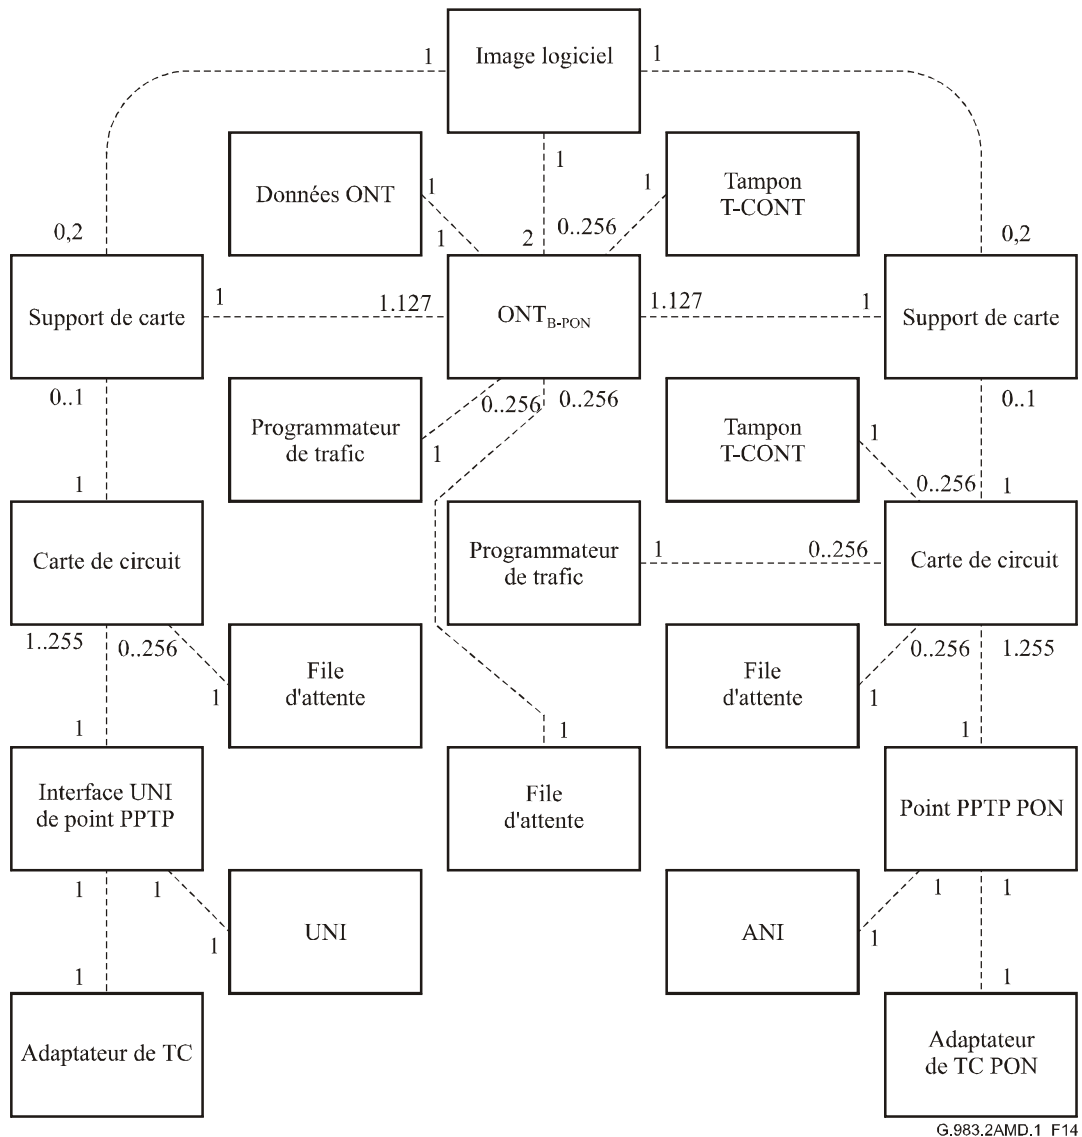 1
Image logiciel
1
Données ONT
1
1
1
Tampon
T-CONT
1
0..256
0,2
1
2
0,2
Support de carte
1
1.127
ONT_B-PON
1.127
1
Support de carte
0..1
0..256
0..256
0..1
Programmateur
de trafic
1
Tampon
T-CONT
1
1
0..256
1
Carte de circuit
Programmateur
de trafic
1
0..256
Carte de circuit
1..255
0..256
0..256
1.255
File
d'attente
1
File
d'attente
1
1
1
1
Interface UNI
de point PPTP
File
d'attente
Point PPTP PON
1
1
1
1
UNI
1
ANI
1
1
1
Adaptateur de TC
Adaptateur
de TC PON
G.983.2AMD.1_F14